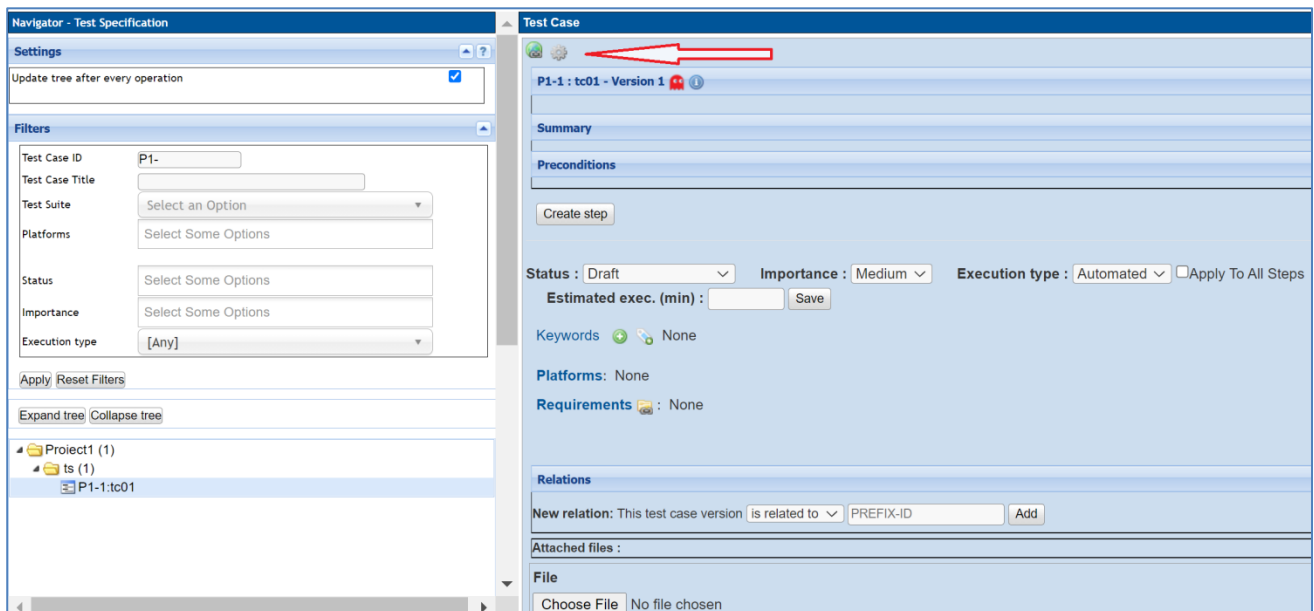 Navigator - Test Specification
Settings
?
Update tree after every operation
Filters
Test Case ID P1-
Test Case Title
Test Suite Select an Option
Platforms Select Some Options
Status Select Some Options
Importance Select Some Options
Execution type [Any]
Apply Reset Filters
Expand tree Collapse tree
Proiect1 (1)
ts (1)
P1-1:tc01
Test Case
P1-1 : tc01 - Version 1
Summary
Preconditions
Create step
Status : Draft Importance : Medium Execution type : Automated Apply To All Steps
Estimated exec. (min) : Save
Keywords None
Platforms: None
Requirements : None
Relations
New relation: This test case version is related to PREFIX-ID Add
Attached files :
File
Choose File No file chosen